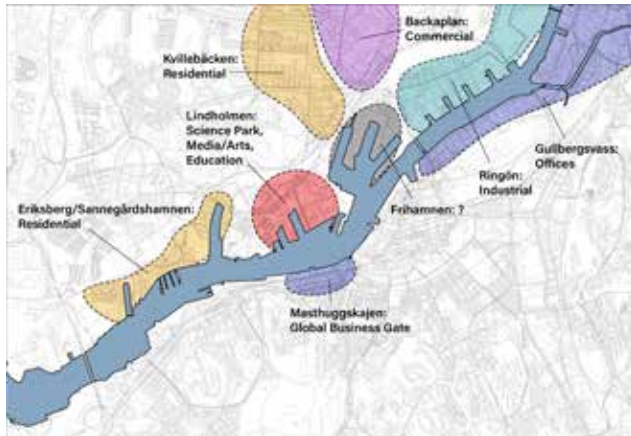 Backaplan:
Commercial
Kvillebäcken:
Residential
Lindholmen:
Science Park,
Media/Arts,
Education
Gullbergsvass:
Offices
Ringön:
Industrial
Eriksberg/Sannegårdshamnen:
Residential
Frihamnen: ?
Masthuggskajen:
Global Business Gate